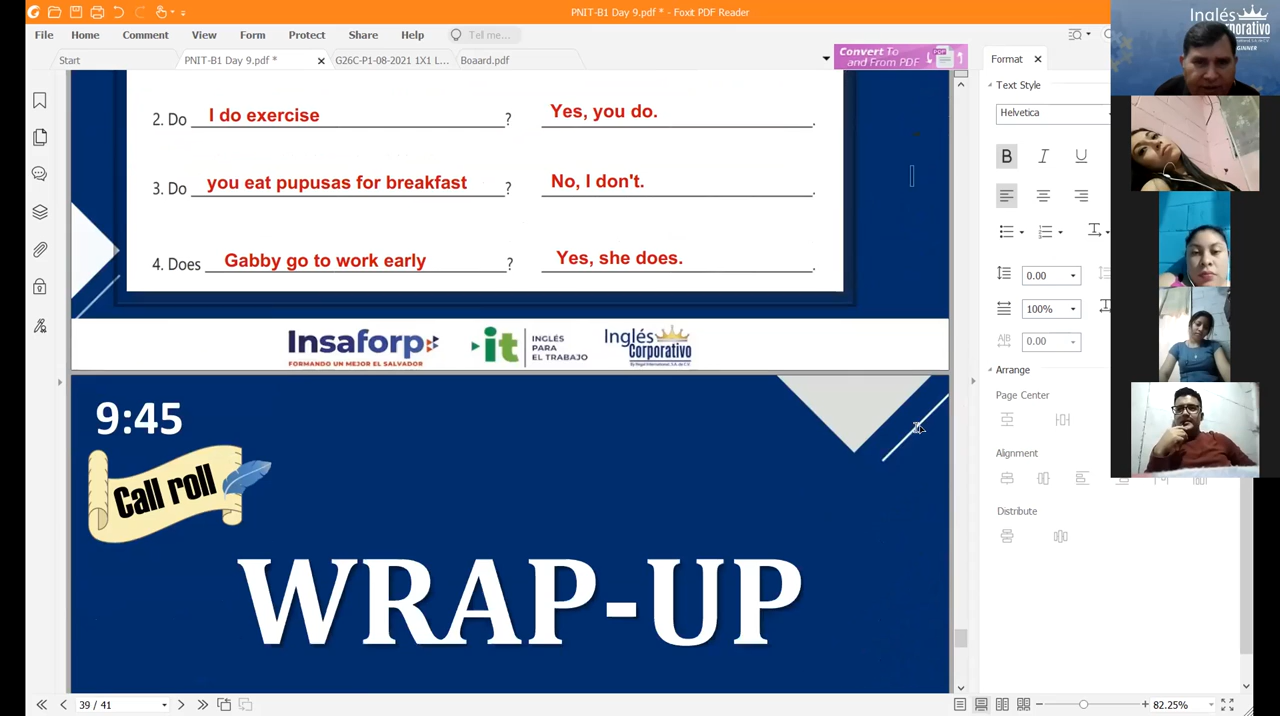 PNIT-B1 Day 9.pdf * - Foxit PDF Reader
File Home Comment View Form Protect Share Help Tell me...
Start PNIT-B1 Day 9.pdf * G26C-P1-08-2021 1X1 L... Boaard.pdf
Convert To
and From PDF
Format
Text Style
Helvetica
B I U
0.00
100%
0.00
Arrange
Page Center
Alignment
Distribute
2. Do I do exercise ? Yes, you do. .
3. Do you eat pupusas for breakfast ? No, I don't. .
4. Does Gabby go to work early ? Yes, she does. .
Insaforp
FORMANDO UN MEJOR EL SALVADOR
it INGLÉS
PARA
EL TRABAJO
Inglés
Corporativo
9:45
Call roll
WRAP-UP
39 / 41
82.25%
Inglés
Corporativo